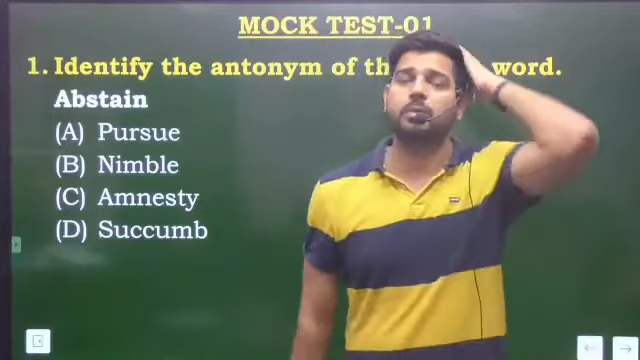 MOCK TEST-01
1. Identify the antonym of th word.
Abstain
(A) Pursue
(B) Nimble
(C) Amnesty
(D) Succumb